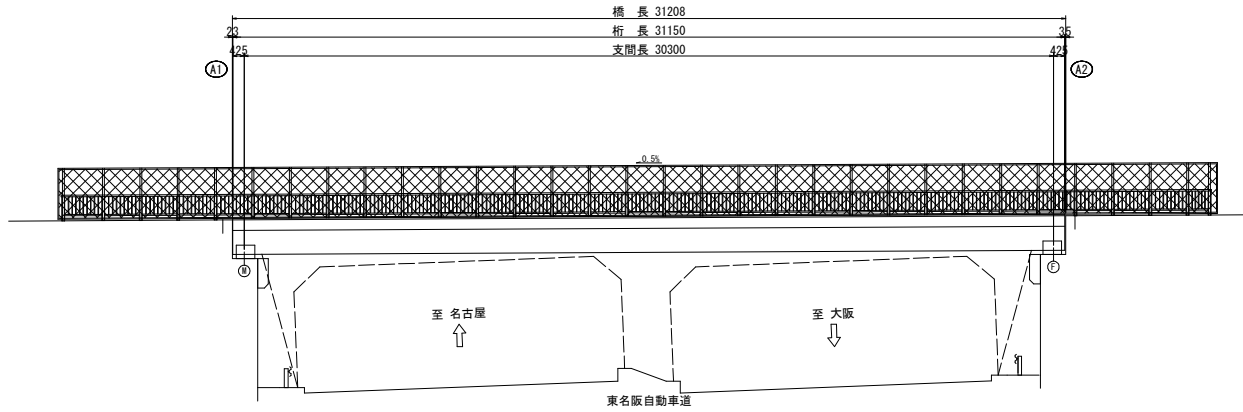 橋 長 31208
23 桁 長 31150 35
425 支間長 30300 425
A1 A2
0.5%
M F
至 名古屋 至 大阪
東名阪自動車道